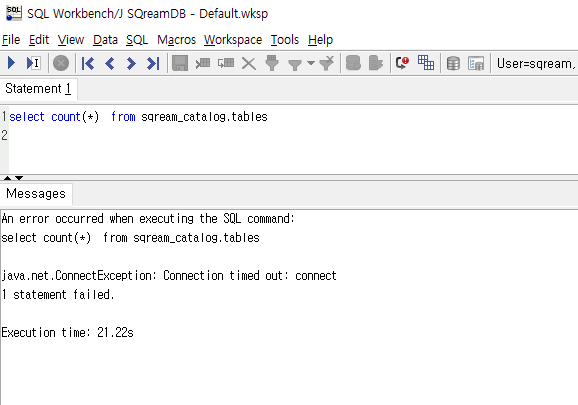 SQL Workbench/J SQreamDB - Default.wksp
File Edit View Data SQL Macros Workspace Tools Help
User=sqream,
Statement 1
1 select count(*)  from sqream_catalog.tables
2
Messages
An error occurred when executing the SQL command:
select count(*)  from sqream_catalog.tables
java.net.ConnectException: Connection timed out: connect
1 statement failed.
Execution time: 21.22s